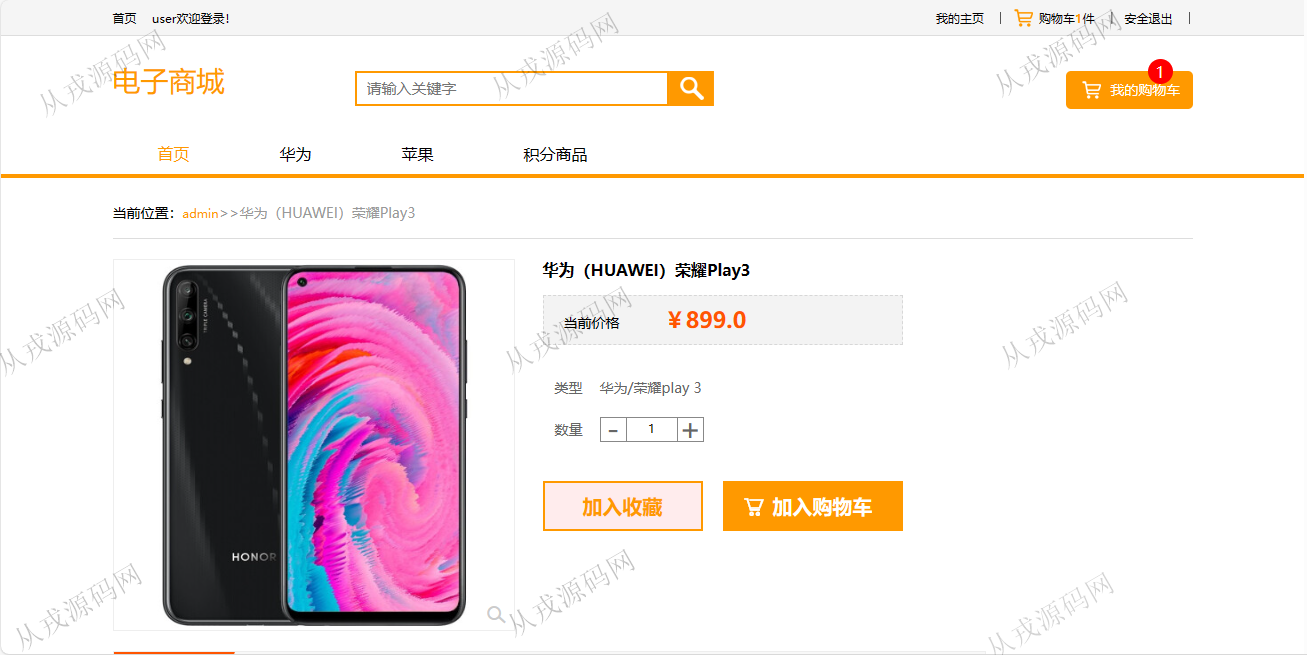 首页 user欢迎登录! 我的主页 | 购物车1件 | 安全退出 |
电子商城
请输入关键字
1
我的购物车
首页 华为 苹果 积分商品
当前位置：admin>>华为（HUAWEI）荣耀Play3
华为（HUAWEI）荣耀Play3
当前价格 ¥899.0
类型 华为/荣耀play 3
数量 − 1 +
加入收藏 加入购物车
TRIPLE CAMERA
HONOR
从戎源码网
从戎源码网
从戎源码网
从戎源码网
从戎源码网
从戎源码网
从戎源码网
从戎源码网
从戎源码网